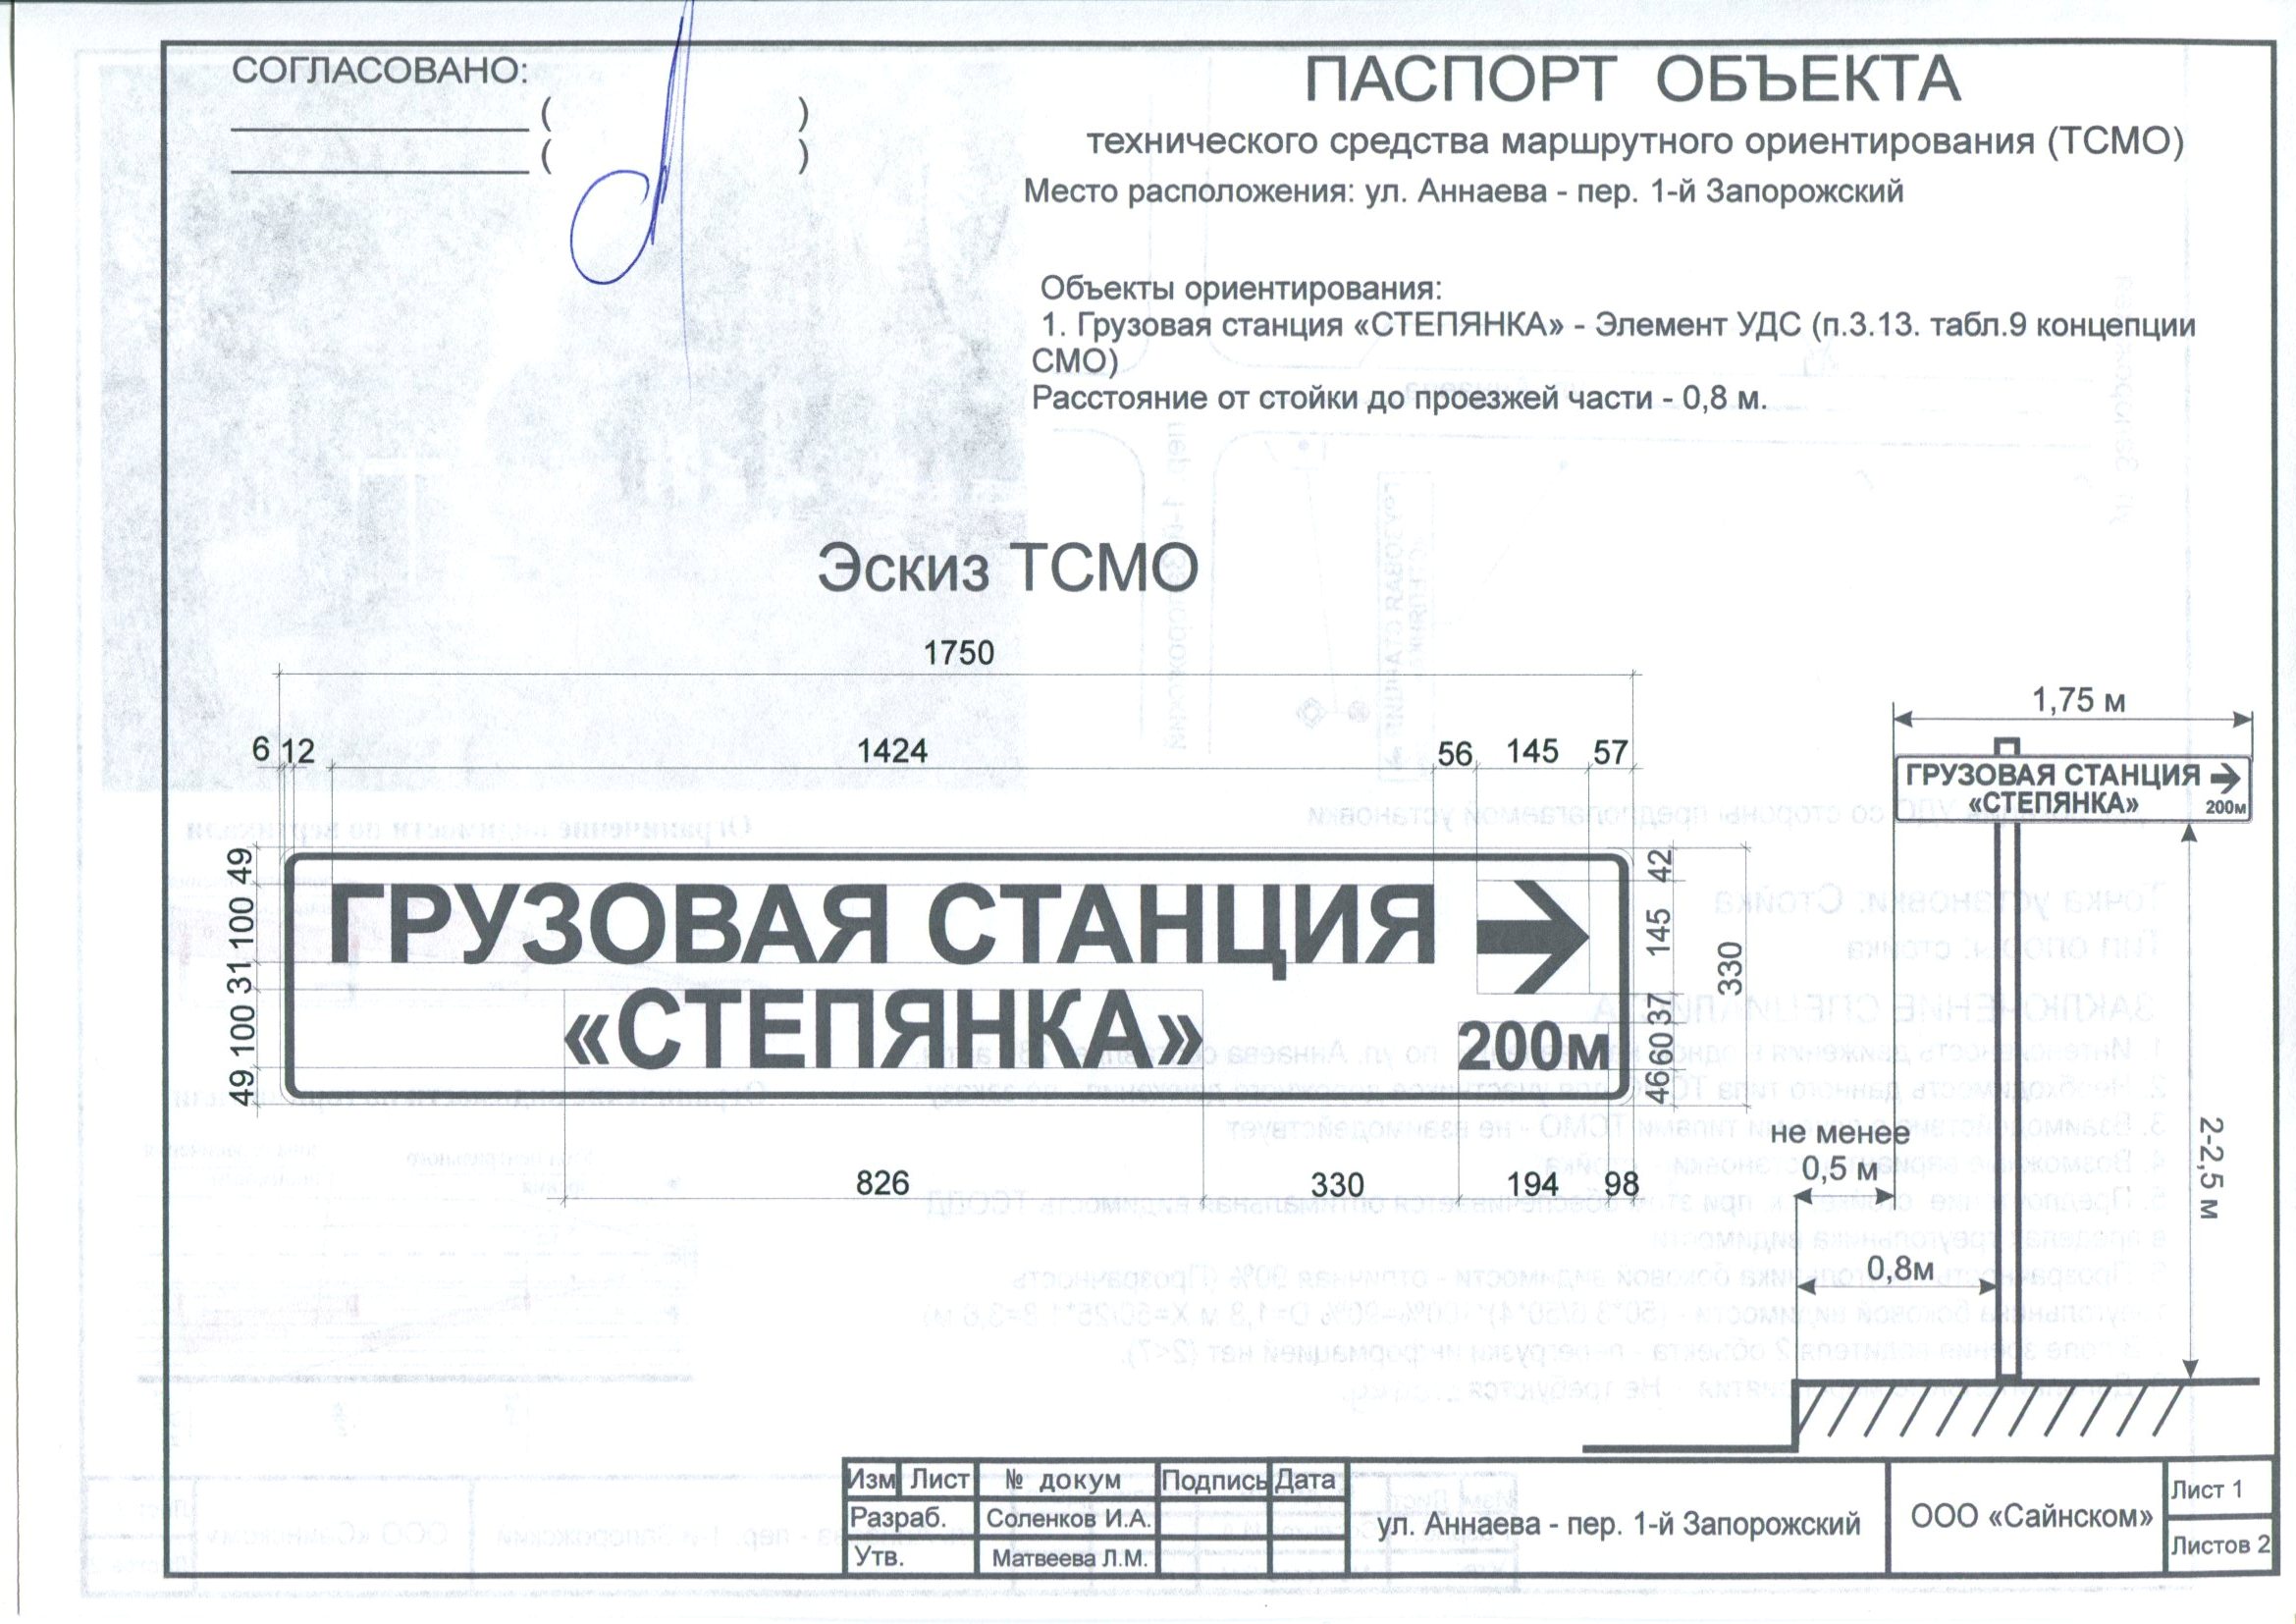 СОГЛАСОВАНО:
( )
( )
ПАСПОРТ ОБЪЕКТА
технического средства маршрутного ориентирования (ТСМО)
Место расположения: ул. Аннаева - пер. 1-й Запорожский
Объекты ориентирования:
1. Грузовая станция «СТЕПЯНКА» - Элемент УДС (п.3.13. табл.9 концепции
СМО)
Расстояние от стойки до проезжей части - 0,8 м.
Эскиз ТСМО
1750
6 12 1424 56 145 57
49 100 31 100 49
ГРУЗОВАЯ СТАНЦИЯ
«СТЕПЯНКА»
200м
42 145 37 60 46
330
826 330 194 98
1,75 м
ГРУЗОВАЯ СТАНЦИЯ
«СТЕПЯНКА» 200м
не менее
0,5 м
0,8м
2-2,5 м
Изм Лист № докум Подпись Дата
Разраб. Соленков И.А.
Утв. Матвеева Л.М.
ул. Аннаева - пер. 1-й Запорожский
ООО «Сайнском»
Лист 1
Листов 2